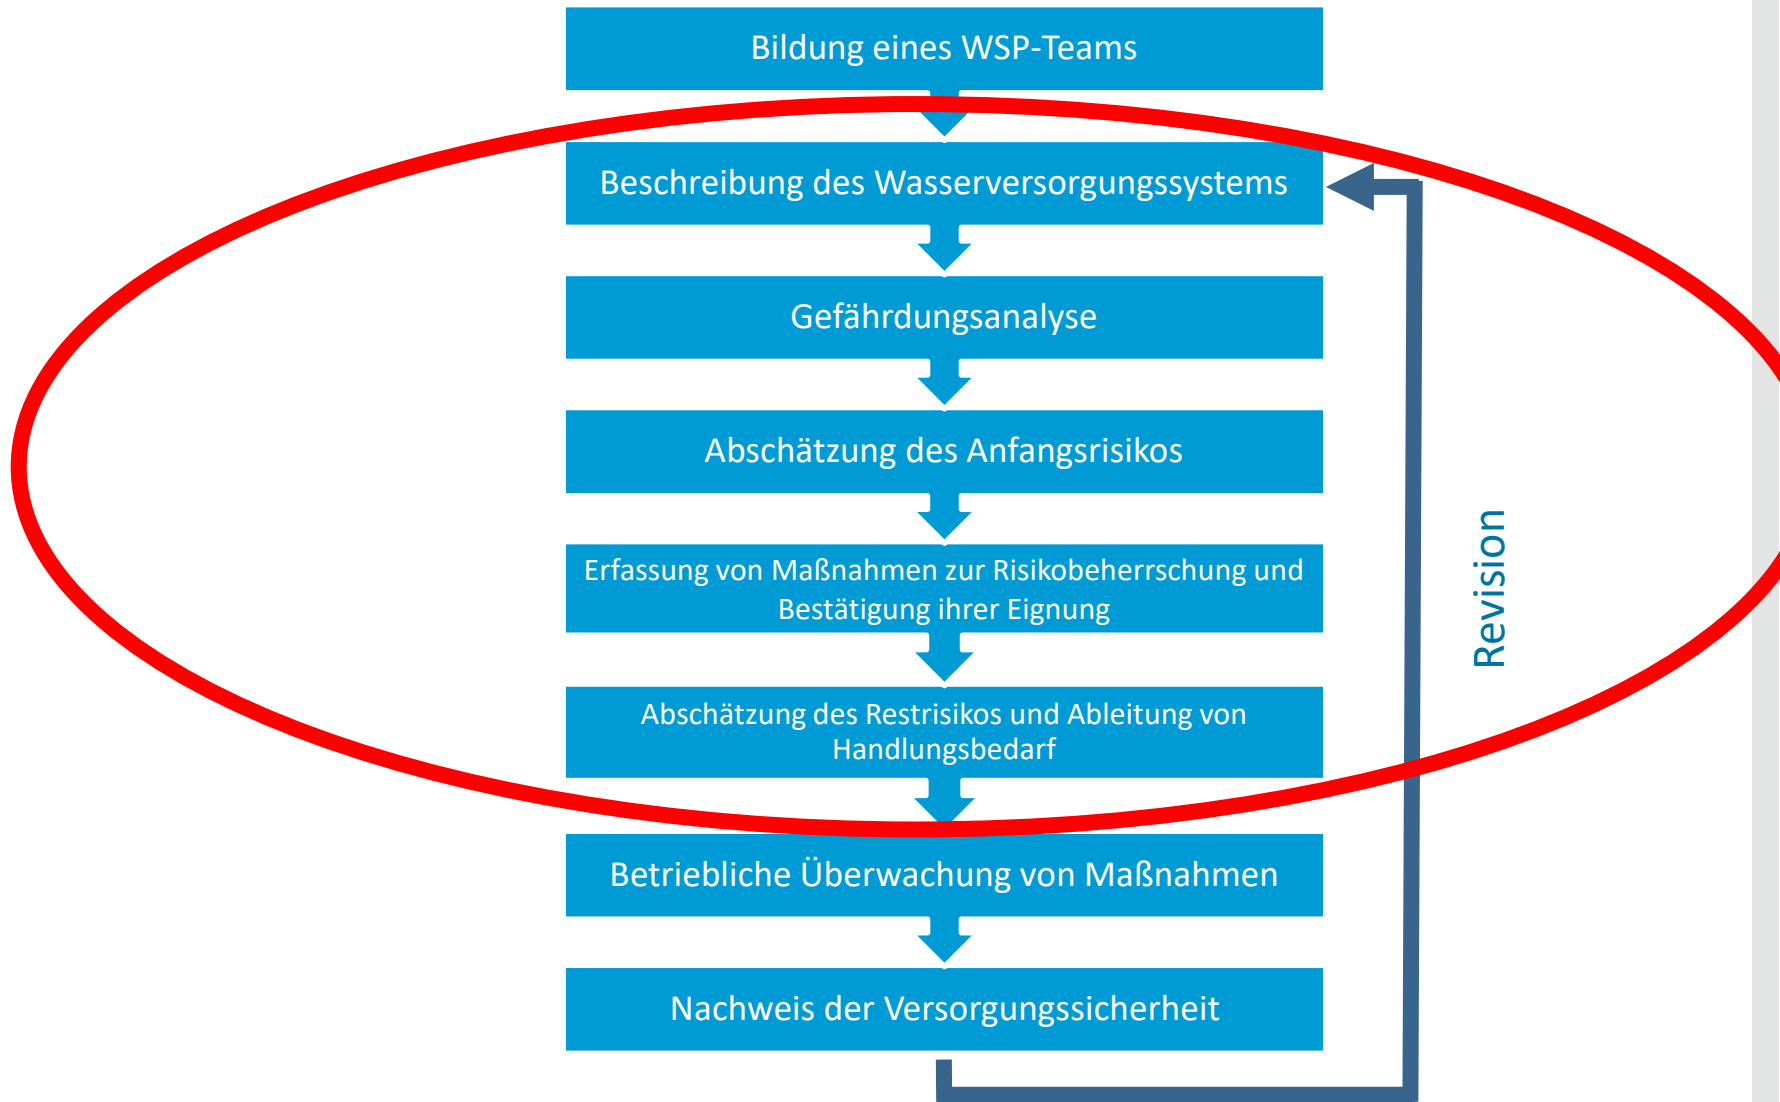 Bildung eines WSP-Teams
Beschreibung des Wasserversorgungssystems
Gefährdungsanalyse
Abschätzung des Anfangsrisikos
Erfassung von Maßnahmen zur Risikobeherrschung und
Bestätigung ihrer Eignung
Abschätzung des Restrisikos und Ableitung von
Handlungsbedarf
Betriebliche Überwachung von Maßnahmen
Nachweis der Versorgungssicherheit
Revision